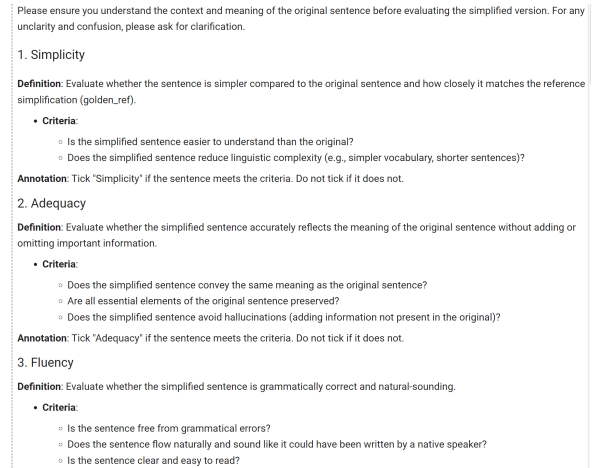 Please ensure you understand the context and meaning of the original sentence before evaluating the simplified version. For any
unclarity and confusion, please ask for clarification.
1. Simplicity
Definition: Evaluate whether the sentence is simpler compared to the original sentence and how closely it matches the reference
simplification (golden_ref).
• Criteria:
◦ Is the simplified sentence easier to understand than the original?
◦ Does the simplified sentence reduce linguistic complexity (e.g., simpler vocabulary, shorter sentences)?
Annotation: Tick "Simplicity" if the sentence meets the criteria. Do not tick if it does not.
2. Adequacy
Definition: Evaluate whether the simplified sentence accurately reflects the meaning of the original sentence without adding or
omitting important information.
• Criteria:
◦ Does the simplified sentence convey the same meaning as the original sentence?
◦ Are all essential elements of the original sentence preserved?
◦ Does the simplified sentence avoid hallucinations (adding information not present in the original)?
Annotation: Tick "Adequacy" if the sentence meets the criteria. Do not tick if it does not.
3. Fluency
Definition: Evaluate whether the simplified sentence is grammatically correct and natural-sounding.
• Criteria:
◦ Is the sentence free from grammatical errors?
◦ Does the sentence flow naturally and sound like it could have been written by a native speaker?
◦ Is the sentence clear and easy to read?